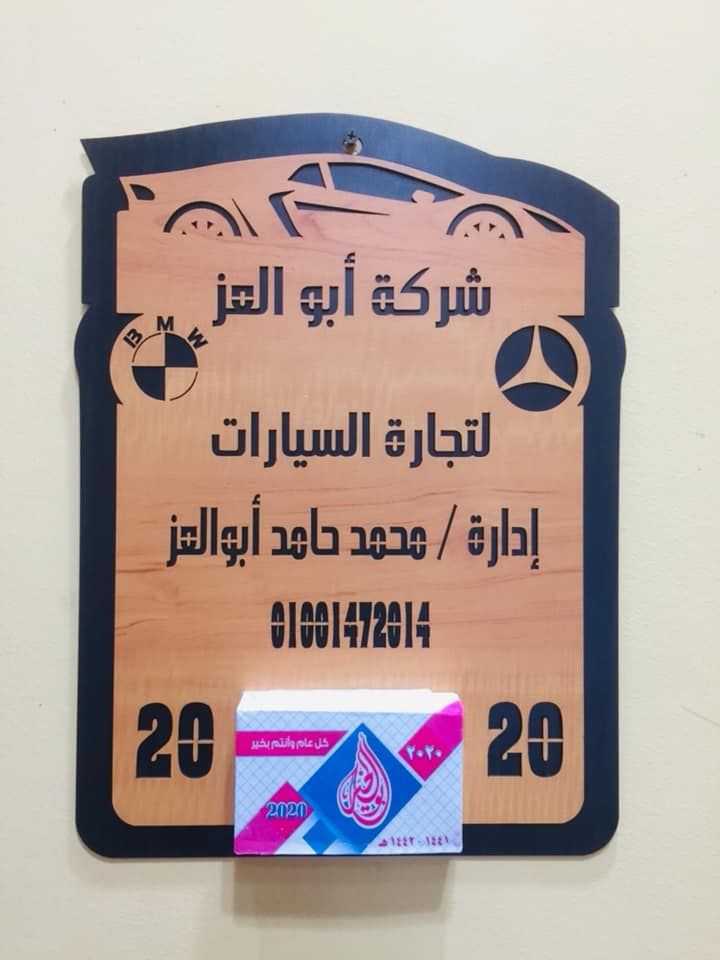 شركة أبو العز
BMW
لتجارة السيارات
إدارة / محمد حامد أبوالعز
01001472014
20 20
كل عام وأنتم بخير
٢٠٢٠
2020
١٤٤١ - ١٤٤٢ هـ